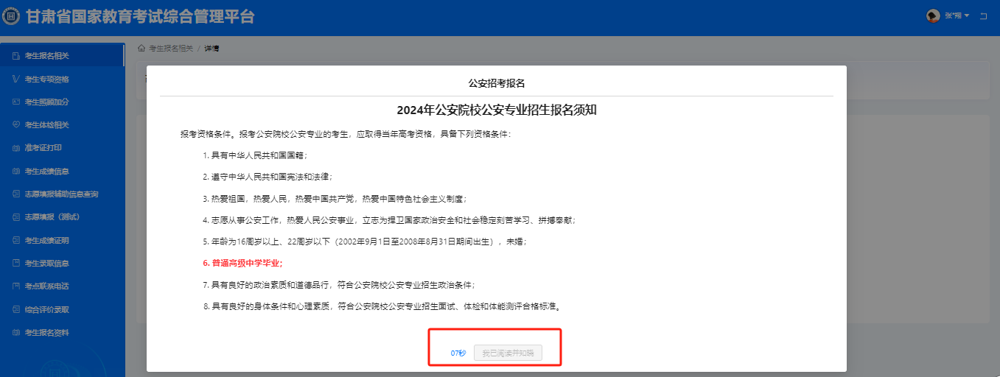 甘肃省国家教育考试综合管理平台
张*翔
考生报名相关
考生专项资格
考生照顾加分
考生体检相关
准考证打印
考生成绩信息
志愿填报辅助信息查询
志愿填报（测试）
考生成绩证明
考生录取信息
考点联系电话
综合评价录取
考生报名资料
考生报名相关 / 详情
公安招考报名
2024年公安院校公安专业招生报名须知
报考资格条件。报考公安院校公安专业的考生，应取得当年高考资格，具备下列资格条件：
1. 具有中华人民共和国国籍；
2. 遵守中华人民共和国宪法和法律；
3. 热爱祖国，热爱人民，热爱中国共产党，热爱中国特色社会主义制度；
4. 志愿从事公安工作，热爱人民公安事业，立志为捍卫国家政治安全和社会稳定刻苦学习、拼搏奉献；
5. 年龄为16周岁以上、22周岁以下（2002年9月1日至2008年8月31日期间出生），未婚；
6. 普通高级中学毕业；
7. 具有良好的政治素质和道德品行，符合公安院校公安专业招生政治条件；
8. 具有良好的身体条件和心理素质，符合公安院校公安专业招生面试、体检和体能测评合格标准。
07秒 我已阅读并知晓